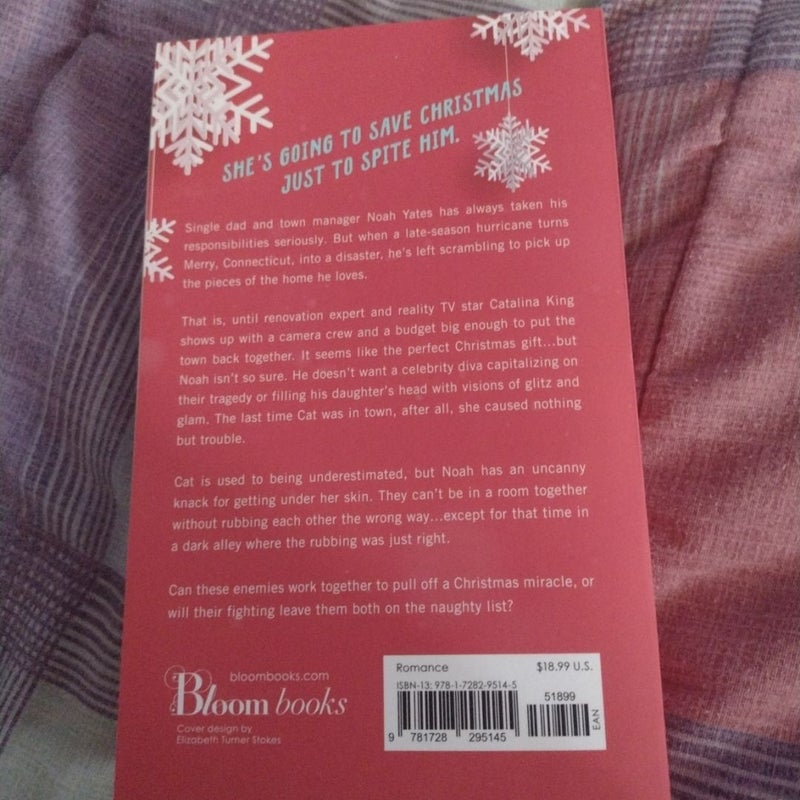 SHE'S GOING TO SAVE CHRISTMAS
JUST TO SPITE HIM.
Single dad and town manager Noah Yates has always taken his
responsibilities seriously. But when a late-season hurricane turns
Merry, Connecticut, into a disaster, he's left scrambling to pick up
the pieces of the home he loves.
That is, until renovation expert and reality TV star Catalina King
shows up with a camera crew and a budget big enough to put the
town back together. It seems like the perfect Christmas gift...but
Noah isn't so sure. He doesn't want a celebrity diva capitalizing on
their tragedy or filling his daughter's head with visions of glitz and
glam. The last time Cat was in town, after all, she caused nothing
but trouble.
Cat is used to being underestimated, but Noah has an uncanny
knack for getting under her skin. They can't be in a room together
without rubbing each other the wrong way...except for that time in
a dark alley where the rubbing was just right.
Can these enemies work together to pull off a Christmas miracle, or
will their fighting leave them both on the naughty list?
bloombooks.com
Bloom books
Cover design by
Elizabeth Turner Stokes
Romance $18.99 U.S.
ISBN-13: 978-1-7282-9514-5
51899
EAN
9 781728 295145